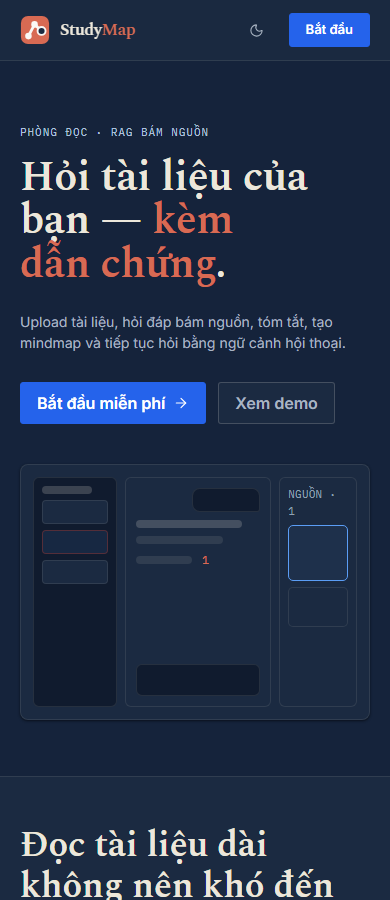 StudyMap
Bắt đầu
PHÒNG ĐỌC · RAG BÁM NGUỒN
Hỏi tài liệu của
bạn — kèm
dẫn chứng.
Upload tài liệu, hỏi đáp bám nguồn, tóm tắt, tạo
mindmap và tiếp tục hỏi bằng ngữ cảnh hội thoại.
Bắt đầu miễn phí →
Xem demo
NGUỒN ·
1
1
Đọc tài liệu dài
không nên khó đến